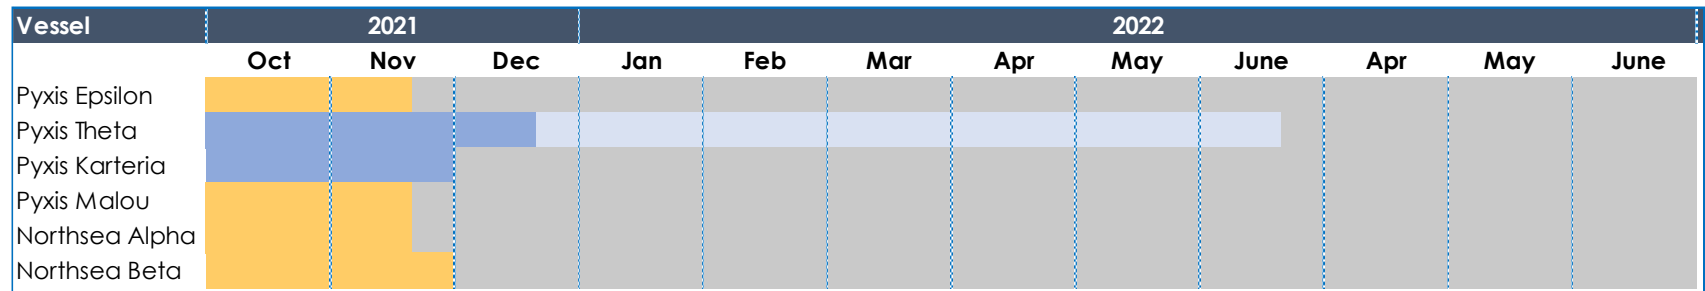 Vessel 2021 2022
Oct Nov Dec Jan Feb Mar Apr May June Apr May June
Pyxis Epsilon
Pyxis Theta
Pyxis Karteria
Pyxis Malou
Northsea Alpha
Northsea Beta